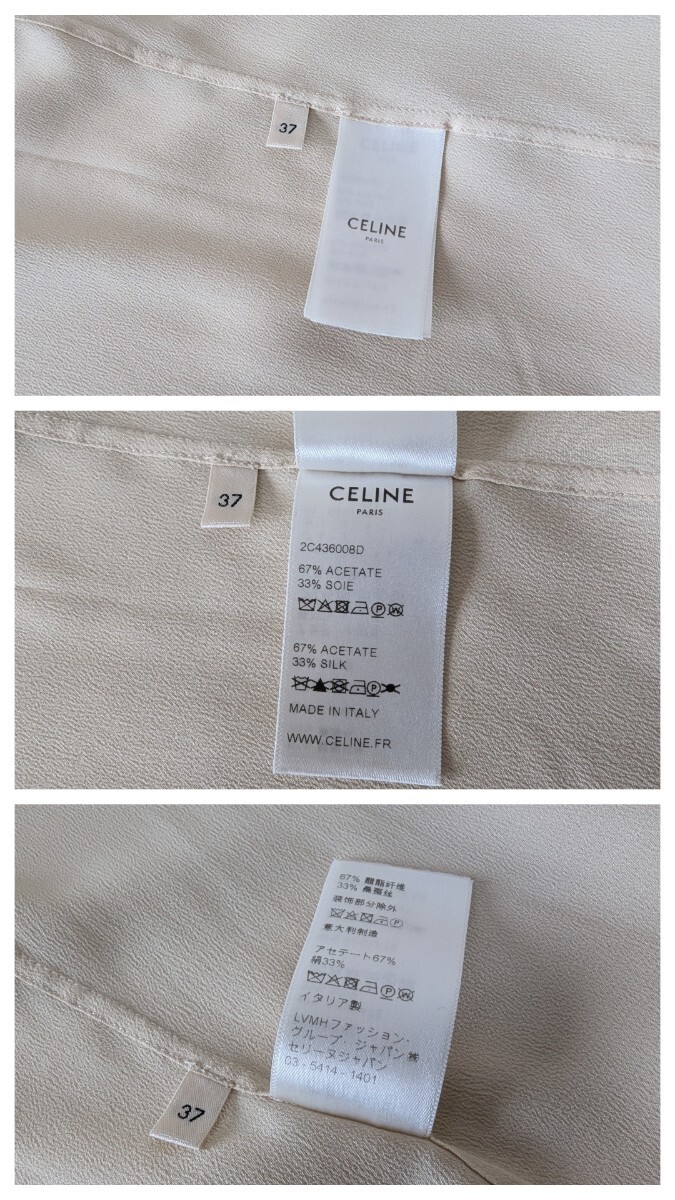 37
CELINE
PARIS
37
CELINE
PARIS
2C436008D
67% ACETATE
33% SOIE
67% ACETATE
33% SILK
MADE IN ITALY
WWW.CELINE.FR
67% 醋酯纤维
33% 桑蚕丝
装饰部分除外
意大利制造
アセテート67%
絹33%
イタリア製
LVMHファッション・
グループ・ジャパン㈱
セリーヌジャパン
03-5414-1401
37